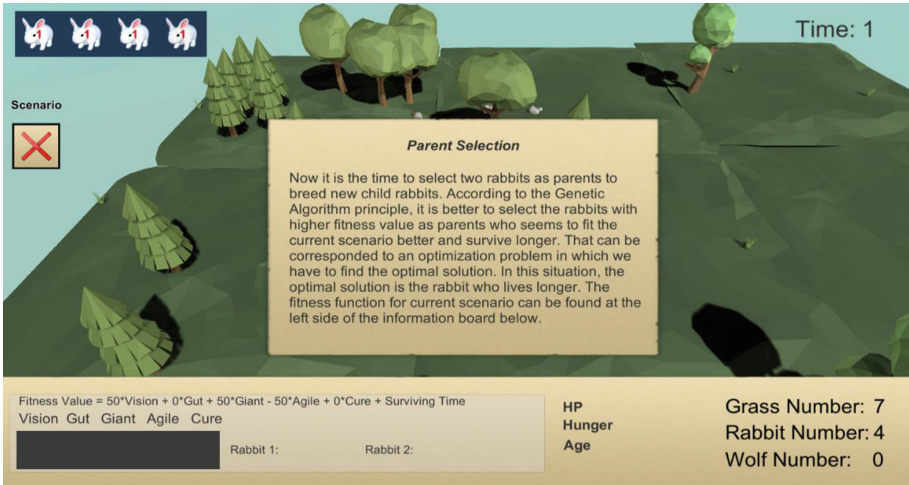 1 1 1 1
Time: 1
Scenario
Parent Selection
Now it is the time to select two rabbits as parents to
breed new child rabbits. According to the Genetic
Algorithm principle, it is better to select the rabbits with
higher fitness value as parents who seems to fit the
current scenario better and survive longer. That can be
corresponded to an optimization problem in which we
have to find the optimal solution. In this situation, the
optimal solution is the rabbit who lives longer. The
fitness function for current scenario can be found at the
left side of the information board below.
Fitness Value = 50*Vision + 0*Gut + 50*Giant - 50*Agile + 0*Cure + Surviving Time
Vision Gut Giant Agile Cure
Rabbit 1: Rabbit 2:
HP
Hunger
Age
Grass Number: 7
Rabbit Number: 4
Wolf Number: 0